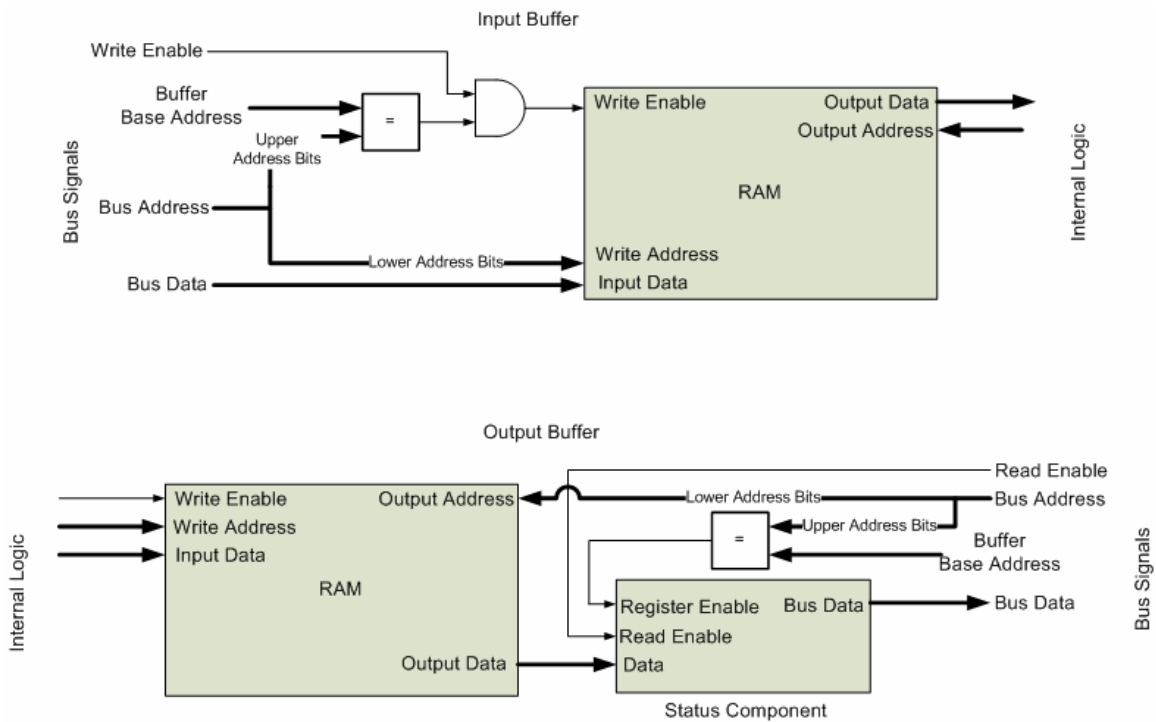 Input Buffer
Write Enable
Buffer
Base Address
=
Upper
Address Bits
Bus Signals
Bus Address
Lower Address Bits
Bus Data
Write Enable
Output Data
Output Address
RAM
Write Address
Input Data
Internal Logic
Output Buffer
Internal Logic
Write Enable
Write Address
Input Data
RAM
Output Address
Output Data
Read Enable
Lower Address Bits
Bus Address
Upper Address Bits
=
Buffer
Base Address
Register Enable
Bus Data
Read Enable
Data
Status Component
Bus Data
Bus Signals